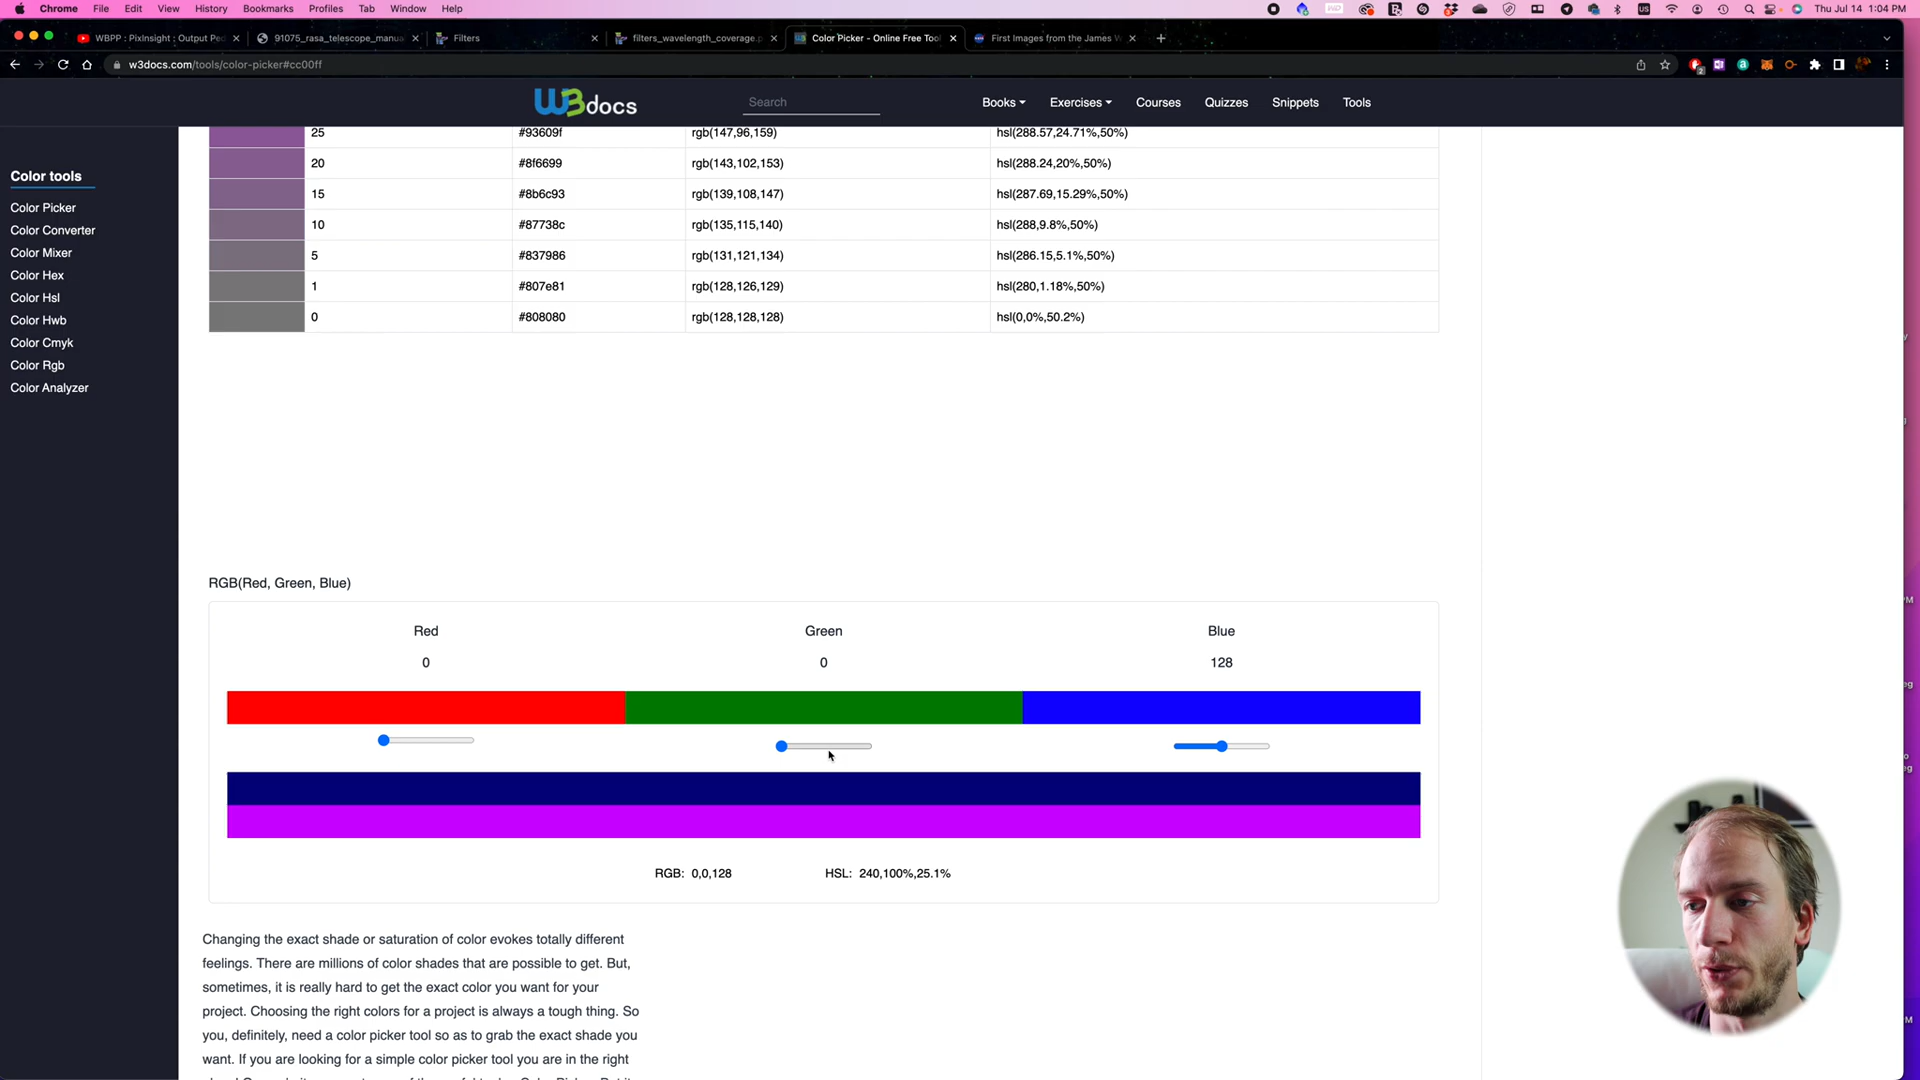 Chrome File Edit View History Bookmarks Profiles Tab Window Help
Thu Jul 14 1:04 PM
WBPP : PixInsight : Output Pe
91075_rasa_telescope_manua
Filters
filters_wavelength_coverage.p
Color Picker - Online Free Tool
First Images from the James W
w3docs.com/tools/color-picker#cc00ff
W3docs
Search
Books
Exercises
Courses
Quizzes
Snippets
Tools
Color tools
Color Picker
Color Converter
Color Mixer
Color Hex
Color Hsl
Color Hwb
Color Cmyk
Color Rgb
Color Analyzer
25 #93609f rgb(147,96,159) hsl(288.57,24.71%,50%)
20 #8f6699 rgb(143,102,153) hsl(288.24,20%,50%)
15 #8b6c93 rgb(139,108,147) hsl(287.69,15.29%,50%)
10 #87738c rgb(135,115,140) hsl(288,9.8%,50%)
5 #837986 rgb(131,121,134) hsl(286.15,5.1%,50%)
1 #807e81 rgb(128,126,129) hsl(280,1.18%,50%)
0 #808080 rgb(128,128,128) hsl(0,0%,50.2%)
RGB(Red, Green, Blue)
Red Green Blue
0 0 128
RGB: 0,0,128 HSL: 240,100%,25.1%
Changing the exact shade or saturation of color evokes totally different
feelings. There are millions of color shades that are possible to get. But,
sometimes, it is really hard to get the exact color you want for your
project. Choosing the right colors for a project is always a tough thing. So
you, definitely, need a color picker tool so as to grab the exact shade you
want. If you are looking for a simple color picker tool you are in the right